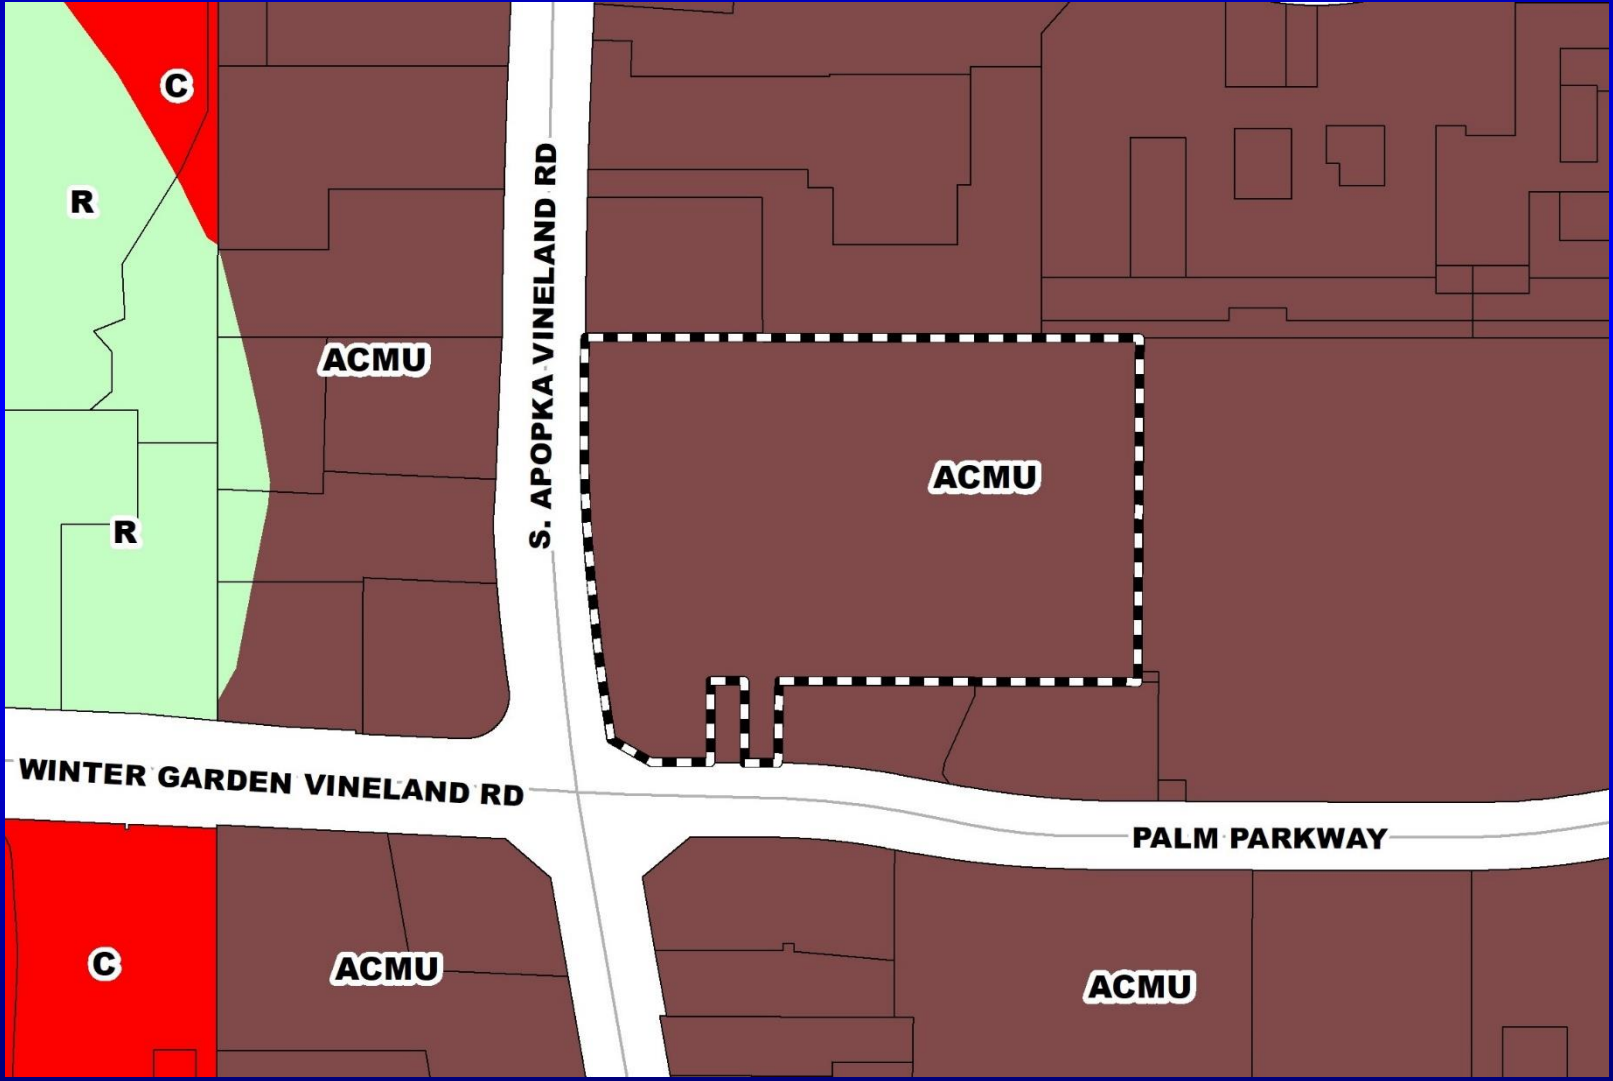 C
R
S. APOPKA-VINELAND RD
ACMU
ACMU
R
WINTER GARDEN VINELAND RD
PALM PARKWAY
C
ACMU
ACMU